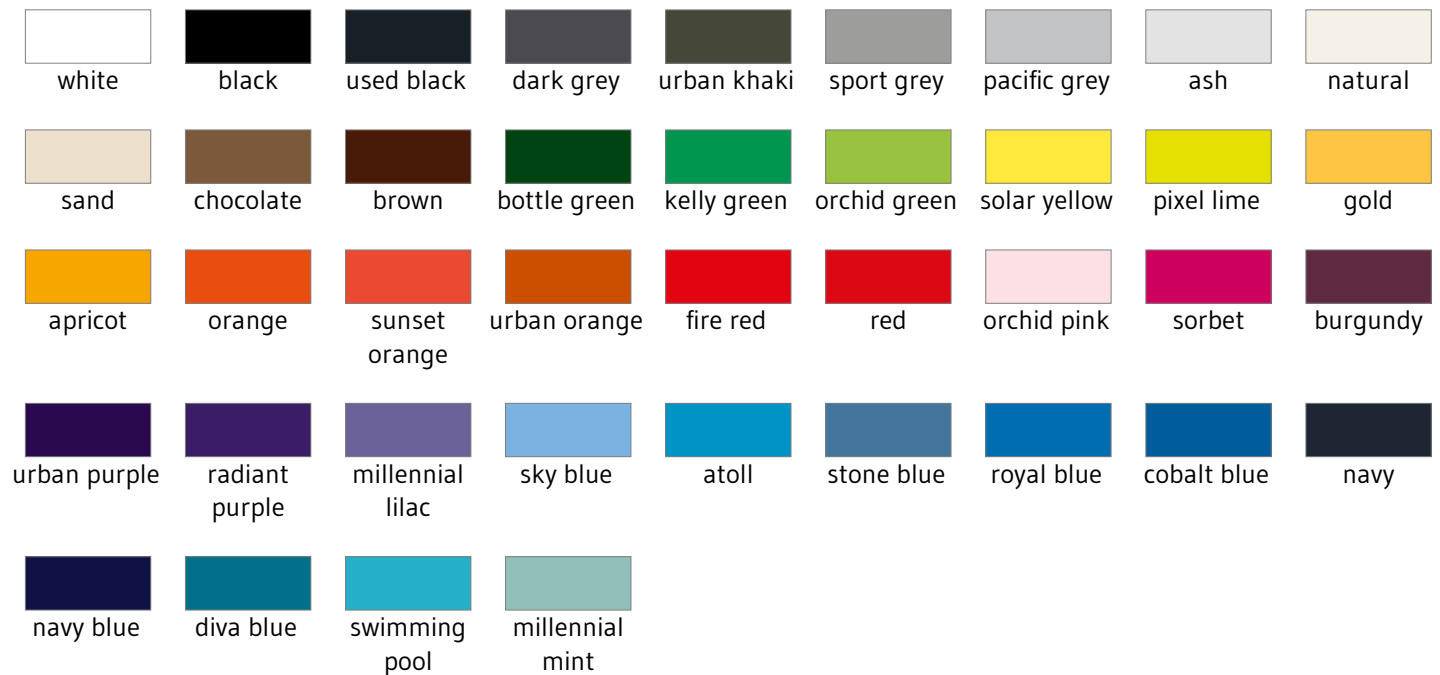 white black used black dark grey urban khaki sport grey pacific grey ash natural
sand chocolate brown bottle green kelly green orchid green solar yellow pixel lime gold
apricot orange sunset urban orange fire red red orchid pink sorbet burgundy
orange
urban purple radiant millennial sky blue atoll stone blue royal blue cobalt blue navy
purple lilac
navy blue diva blue swimming millennial
pool mint